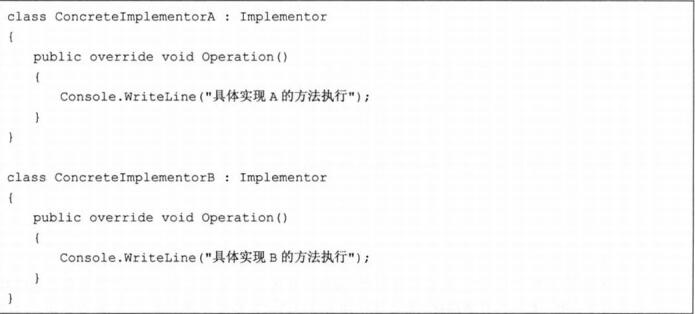 class ConcreteImplementorA : Implementor
{
    public override void Operation()
    {
        Console.WriteLine("具体实现 A 的方法执行");
    }
}

class ConcreteImplementorB : Implementor
{
    public override void Operation()
    {
        Console.WriteLine("具体实现 B 的方法执行");
    }
}